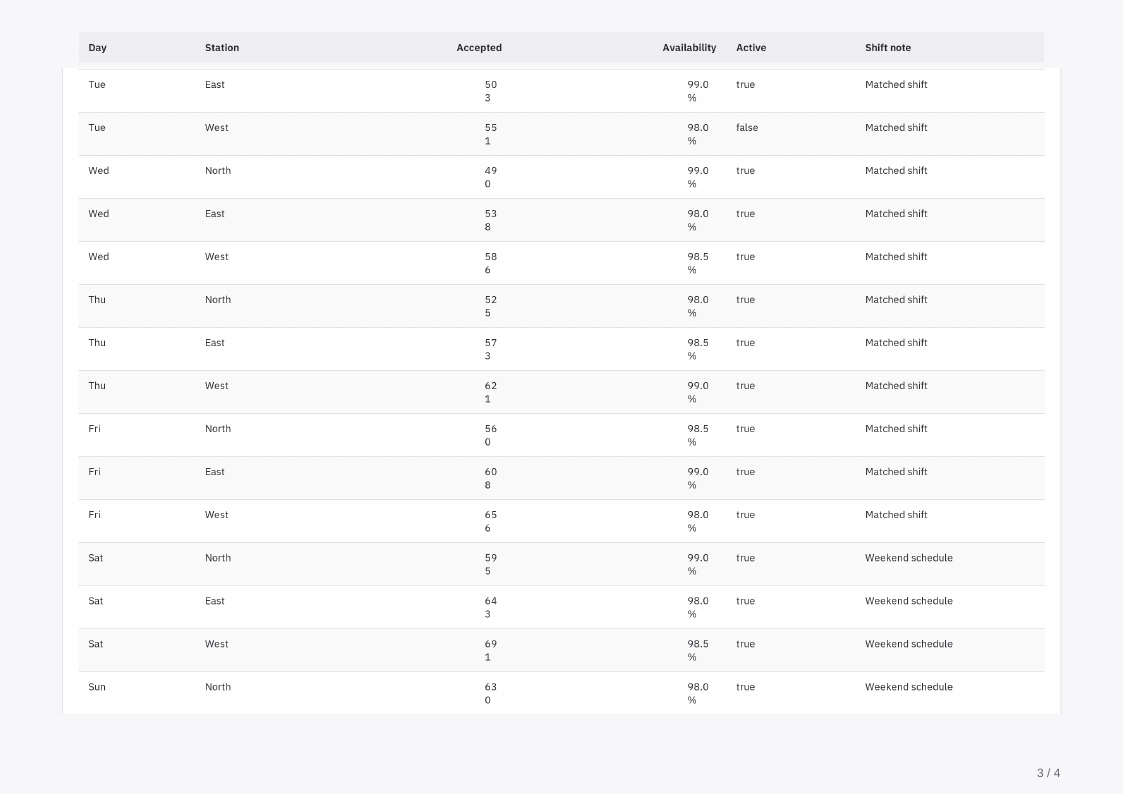 Day Station Accepted Availability Active Shift note
Tue East 50 99.0 true Matched shift
3 %
Tue West 55 98.0 false Matched shift
1 %
Wed North 49 99.0 true Matched shift
0 %
Wed East 53 98.0 true Matched shift
8 %
Wed West 58 98.5 true Matched shift
6 %
Thu North 52 98.0 true Matched shift
5 %
Thu East 57 98.5 true Matched shift
3 %
Thu West 62 99.0 true Matched shift
1 %
Fri North 56 98.5 true Matched shift
0 %
Fri East 60 99.0 true Matched shift
8 %
Fri West 65 98.0 true Matched shift
6 %
Sat North 59 99.0 true Weekend schedule
5 %
Sat East 64 98.0 true Weekend schedule
3 %
Sat West 69 98.5 true Weekend schedule
1 %
Sun North 63 98.0 true Weekend schedule
0 %
3 / 4